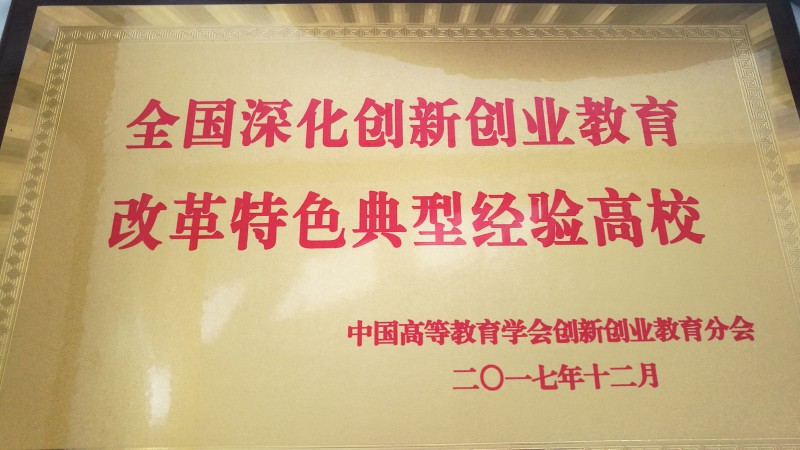 全国深化创新创业教育
改革特色典型经验高校
中国高等教育学会创新创业教育分会
二〇一七年十二月